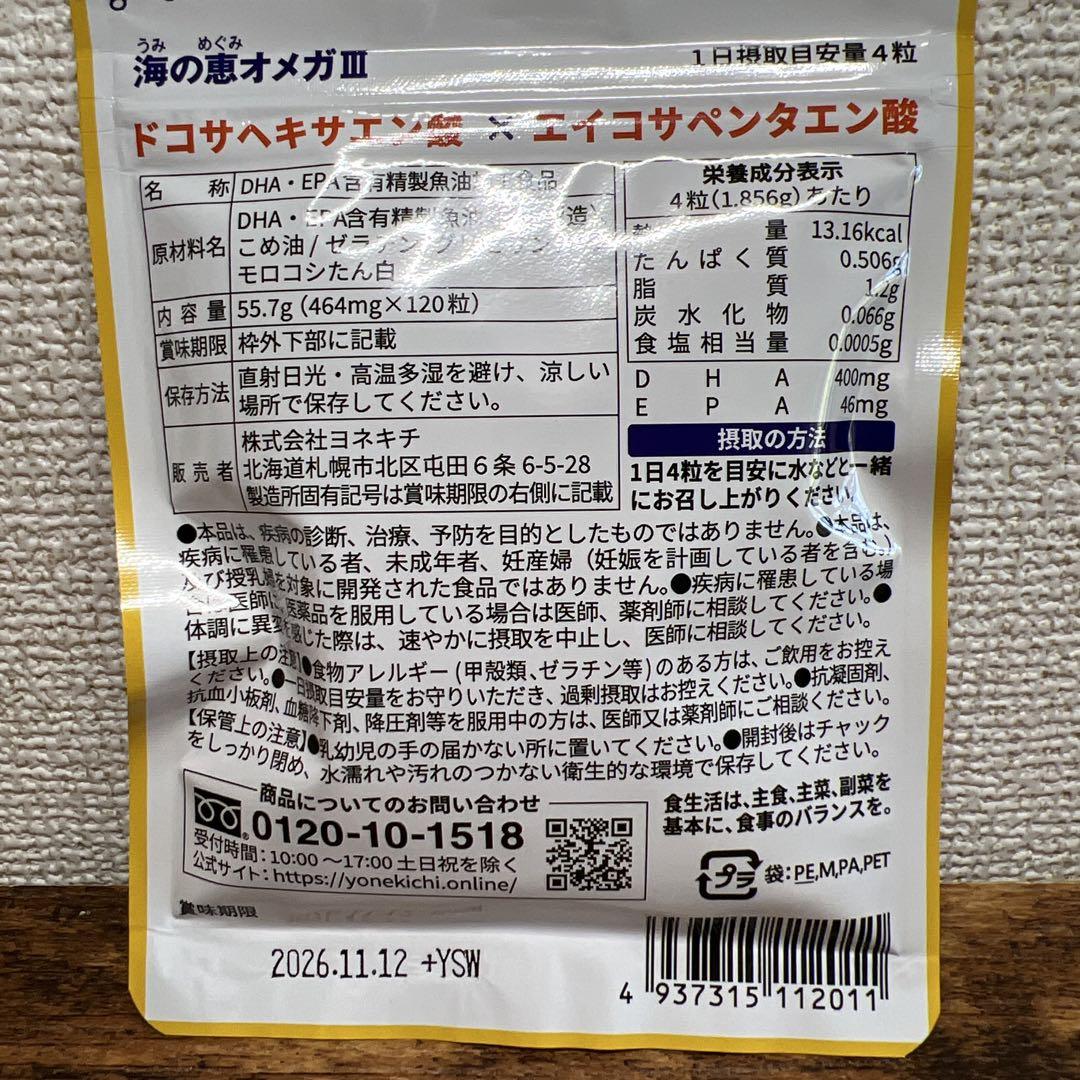 うみ めぐみ
海の恵オメガⅢ
1日摂取目安量4粒
ドコサヘキサエン酸 × エイコサペンタエン酸
名称 DHA・EPA含有精製魚油加工食品
原材料名 DHA・EPA含有精製魚油
造)
こめ油/ゼラチン
モロコシたん白
内容量 55.7g (464mg×120粒)
賞味期限 枠外下部に記載
保存方法 直射日光・高温多湿を避け、涼しい
場所で保存してください。
販売者 株式会社ヨネキチ
北海道札幌市北区屯田6条6-5-28
製造所固有記号は賞味期限の右側に記載
栄養成分表示
4粒(1.856g)あたり
熱量 13.16kcal
たんぱく質 0.506g
脂質 1.2g
炭水化物 0.066g
食塩相当量 0.0005g
DHA 400mg
EPA 46mg
摂取の方法
1日4粒を目安に水などと一緒
にお召し上がりください。
●本品は、疾病の診断、治療、予防を目的としたものではありません。●本品は、
疾病に罹患している者、未成年者、妊産婦(妊娠を計画している者を含む。)
及び授乳婦を対象に開発された食品ではありません。●疾病に罹患している場
合は医師に、医薬品を服用している場合は医師、薬剤師に相談してください。●
体調に異変を感じた際は、速やかに摂取を中止し、医師に相談してください。
【摂取上の注意】●食物アレルギー(甲殻類、ゼラチン等)のある方は、ご飲用をお控え
ください。●一日摂取目安量をお守りいただき、過剰摂取はお控えください。●抗凝固剤、
抗血小板剤、血糖降下剤、降圧剤等を服用中の方は、医師又は薬剤師にご相談ください。
【保管上の注意】●乳幼児の手の届かない所に置いてください。●開封後はチャック
をしっかり閉め、水濡れや汚れのつかない衛生的な環境で保存してください。
商品についてのお問い合わせ
0120-10-1518
受付時間：10:00～17:00 土日祝を除く
公式サイト：https://yonekichi.online/
食生活は、主食、主菜、副菜を
基本に、食事のバランスを。
プラ 袋：PE,M,PA,PET
賞味期限
2026.11.12 +YSW
4 937315 112011